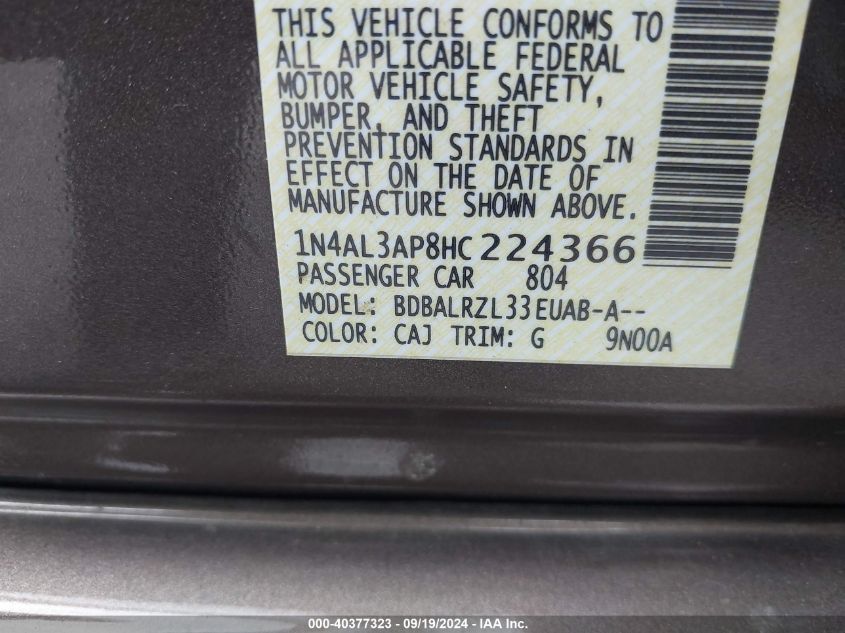 THIS VEHICLE CONFORMS TO
ALL APPLICABLE FEDERAL
MOTOR VEHICLE SAFETY,
BUMPER, AND THEFT
PREVENTION STANDARDS IN
EFFECT ON THE DATE OF
MANUFACTURE SHOWN ABOVE.
1N4AL3AP8HC224366
PASSENGER CAR 804
MODEL: BDBALRZL33EUAB-A--
COLOR: CAJ TRIM: G 9N00A
000-40377323 - 09/19/2024 - IAA Inc.